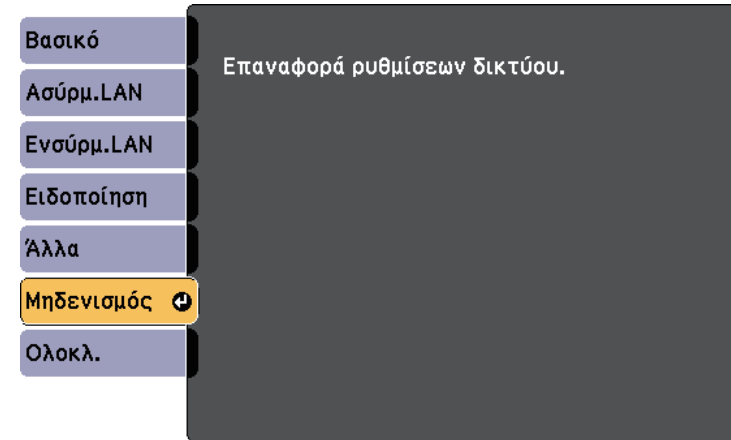 Βασικό
Ασύρμ.LAN
Ενσύρμ.LAN
Ειδοποίηση
Άλλα
Μηδενισμός
Ολοκλ.
Επαναφορά ρυθμίσεων δικτύου.